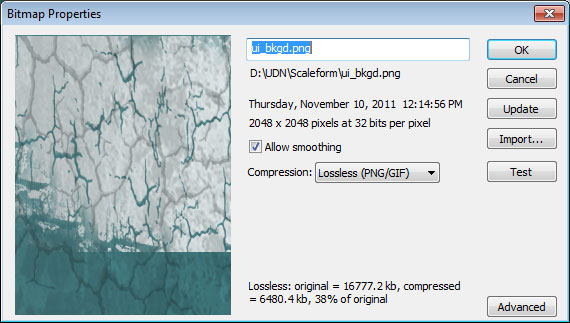 Bitmap Properties
ui_bkgd.png
OK
D:\UDN\Scaleform\ui_bkgd.png
Cancel
Thursday, November 10, 2011 12:14:56 PM
Update
2048 x 2048 pixels at 32 bits per pixel
Import...
Allow smoothing
Compression: Lossless (PNG/GIF)
Test
Lossless: original = 16777.2 kb, compressed
= 6480.4 kb, 38% of original
Advanced